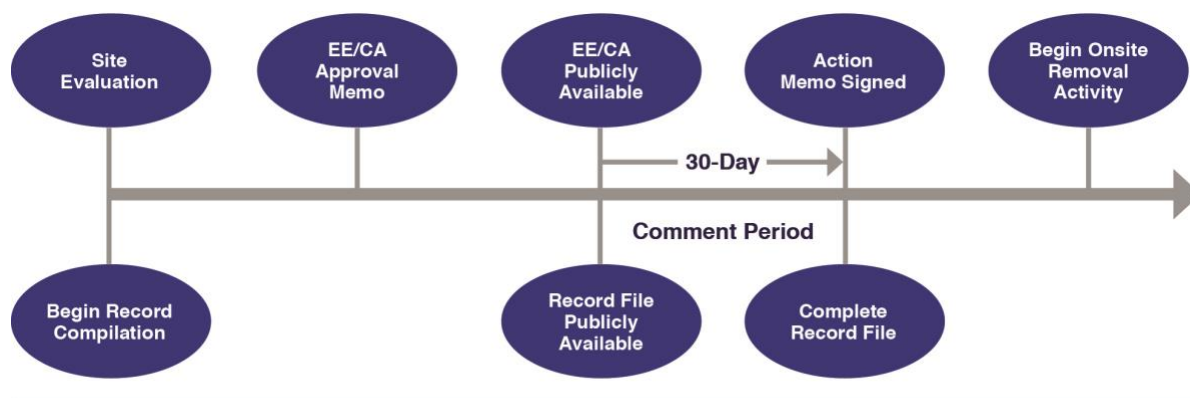 Site
Evaluation
EE/CA
Approval
Memo
EE/CA
Publicly
Available
Action
Memo Signed
Begin Onsite
Removal
Activity
30-Day
Comment Period
Begin Record
Compilation
Record File
Publicly
Available
Complete
Record File